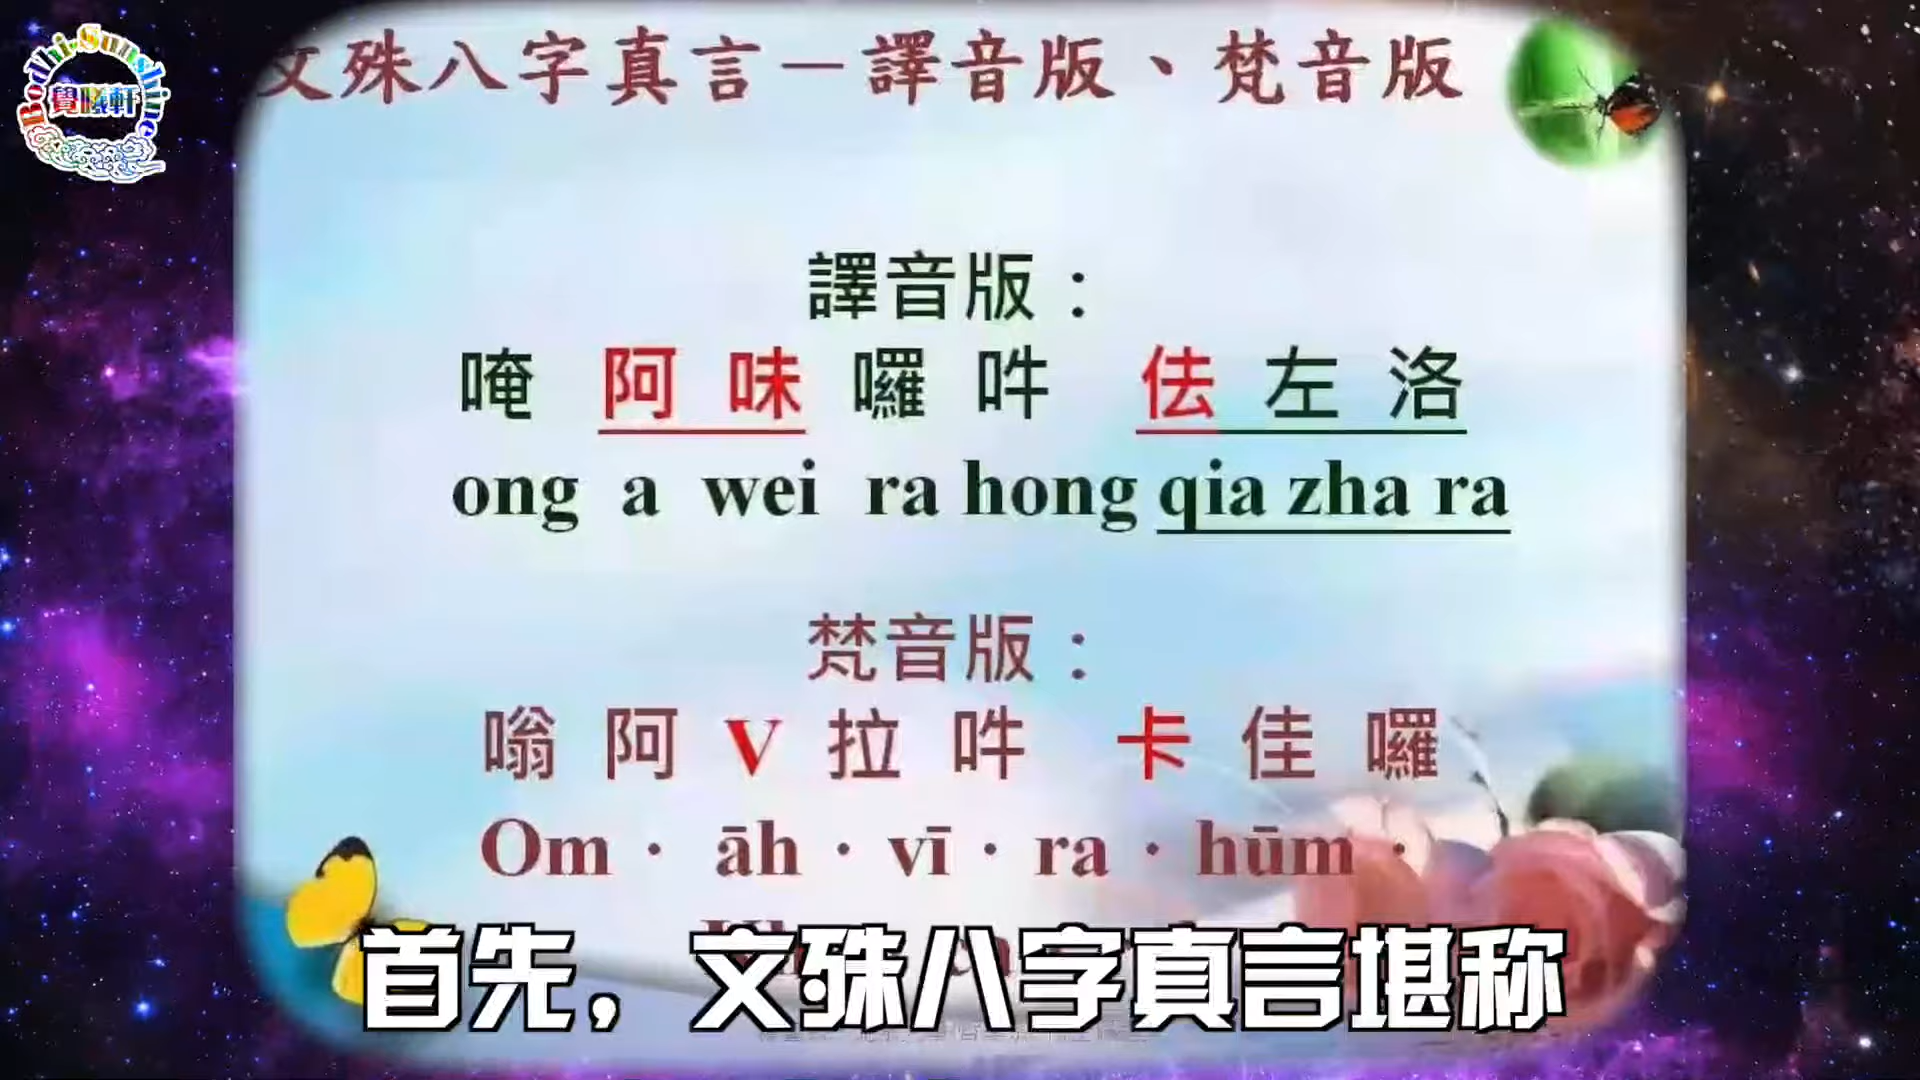 Bodhi Sunshine
覺曦軒
文殊八字真言－譯音版、梵音版
譯音版：
唵 阿 味 囉 吽 佉 左 洛
ong a wei ra hong qia zha ra
梵音版：
嗡 阿 V 拉 吽 卡 佳 囉
Om · āh · vī · ra · hūm ·
首先，文殊八字真言堪称